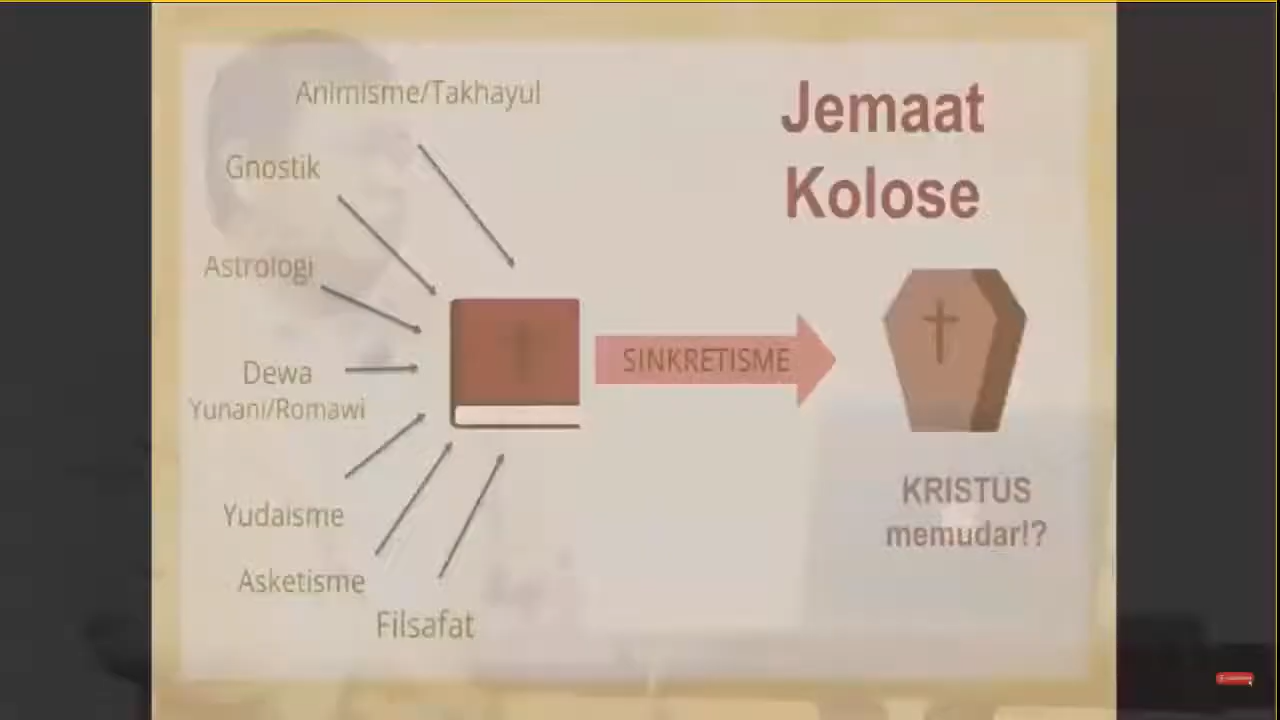 Animisme/Takhayul
Jemaat
Kolose
Gnostik
Astrologi
Dewa
Yunani/Romawi
SINKRETISME
Yudaisme
Asketisme
Filsafat
KRISTUS
memudar!?